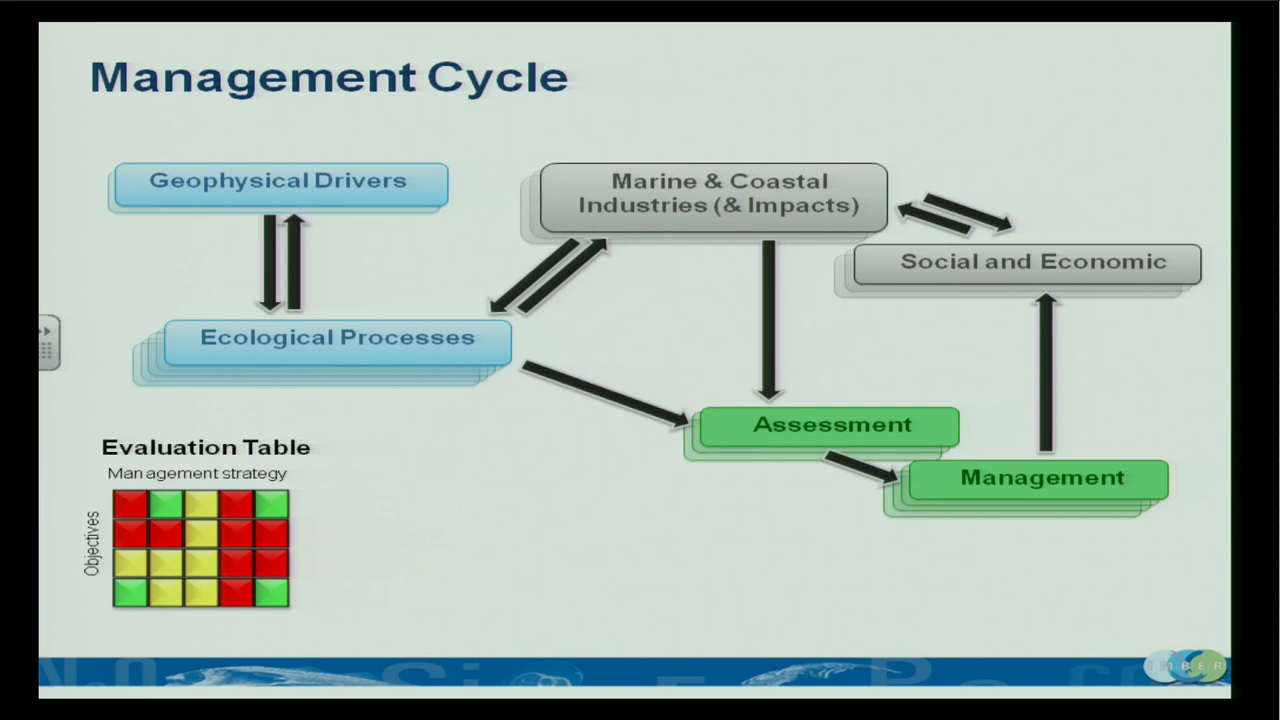 Management Cycle
Geophysical Drivers
Marine & Coastal
Industries (& Impacts)
Social and Economic
Ecological Processes
Assessment
Management
Evaluation Table
Management strategy
Objectives
IMBER